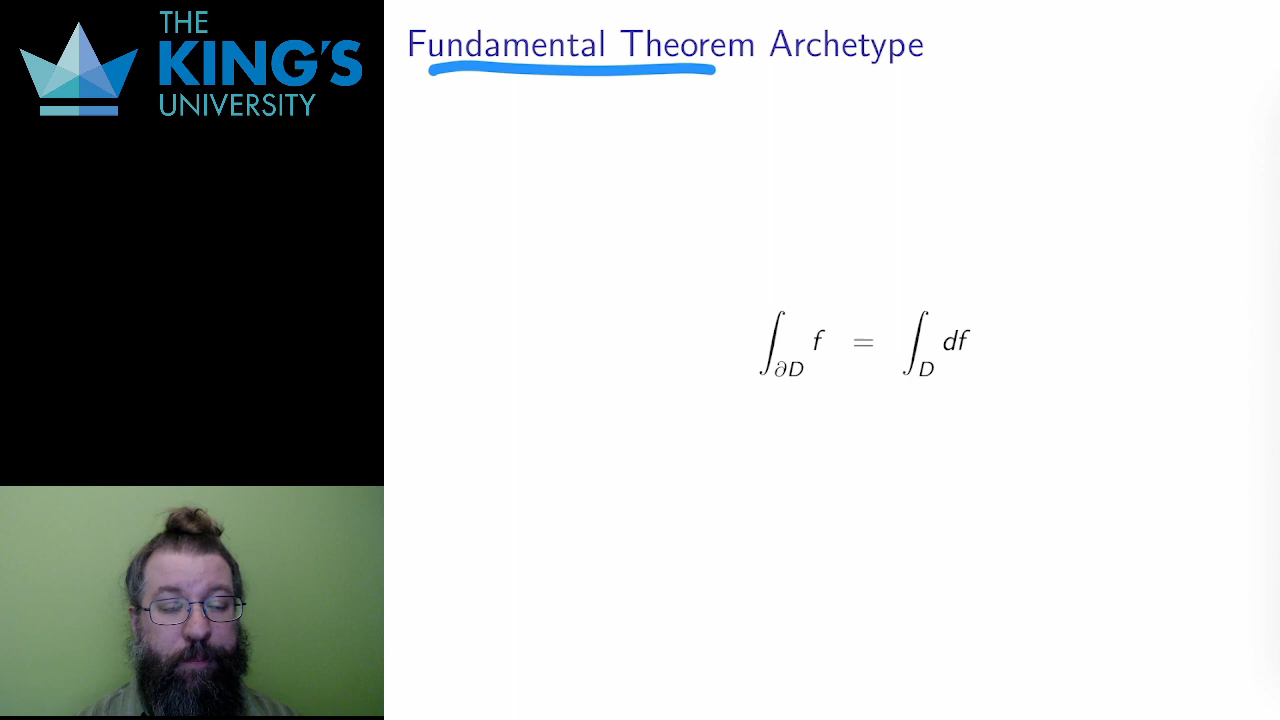 THE
KING'S
UNIVERSITY
Fundamental Theorem Archetype
∫_{∂D} f = ∫_D df